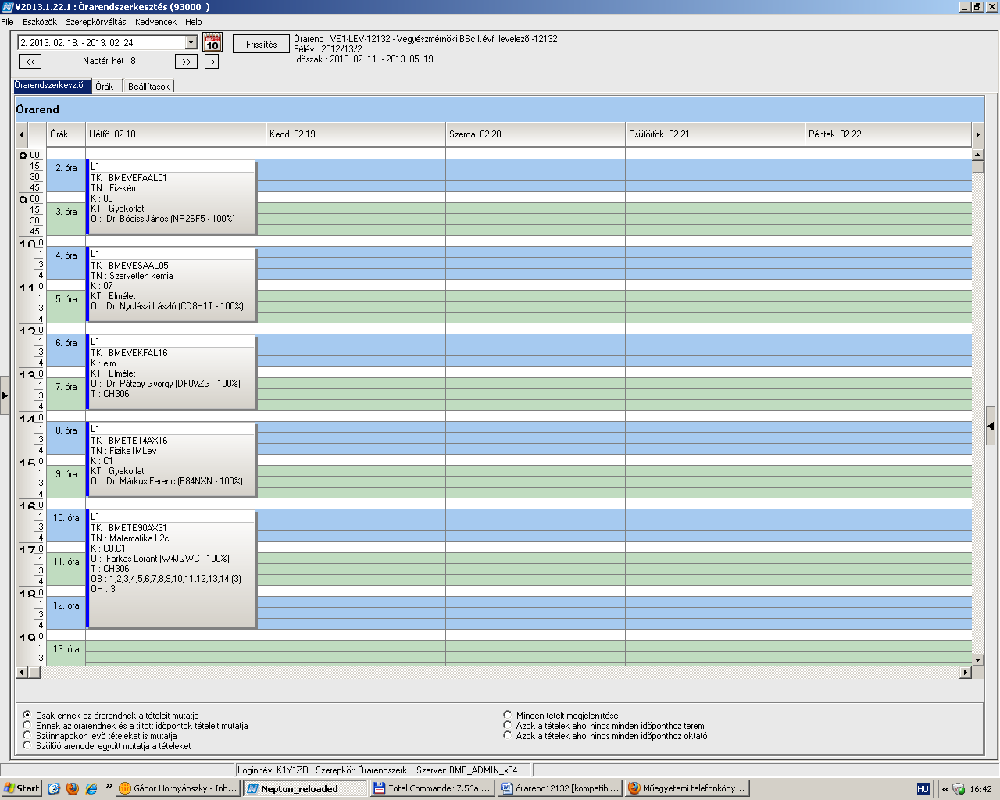 V2013.1.22.1 : Órarendszerkesztés (93000  )
File Eszközök Szerepkörváltás Kedvencek Help
2. 2013. 02. 18. - 2013. 02. 24.
10
Frissítés
Órarend : VE1-LEV-12132 - Vegyészmérnöki BSc I.évf. levelező -12132
Félév : 2012/13/2
Időszak : 2013. 02. 11. - 2013. 05. 19.
<< Naptári hét : 8 >> ->
Órarendszerkesztő Órák Beállítások
Órarend
Órák Hétfő 02.18. Kedd 02.19. Szerda 02.20. Csütörtök 02.21. Péntek 02.22.
8 00
15
30
45
2. óra
L1
TK : BMEVEFAAL01
TN : Fiz-kém I
K : 09
KT : Gyakorlat
O : Dr. Bódiss János (NR2SF5 - 100%)
9 00
15
30
45
3. óra
10 0
1
3
4
4. óra
L1
TK : BMEVESAAL05
TN : Szervetlen kémia
K : 07
KT : Elmélet
O : Dr. Nyulászi László (CD8H1T - 100%)
11 0
1
3
4
5. óra
12 0
1
3
4
6. óra
L1
TK : BMEVEKFAL16
K : elm
KT : Elmélet
O : Dr. Pátzay György (DF0VZG - 100%)
T : CH306
13 0
1
3
4
7. óra
14 0
1
3
4
8. óra
L1
TK : BMETE14AX16
TN : Fizika1MLev
K : C1
KT : Gyakorlat
O : Dr. Márkus Ferenc (E84NXN - 100%)
15 0
1
3
4
9. óra
16 0
1
3
4
10. óra
L1
TK : BMETE90AX31
TN : Matematika L2c
K : C0,C1
O : Farkas Lóránt (W4JQWC - 100%)
T : CH306
OB : 1,2,3,4,5,6,7,8,9,10,11,12,13,14 (3)
OH : 3
17 0
1
3
4
11. óra
18 0
1
3
4
12. óra
19 0
1
3
13. óra
Csak ennek az órarendnek a tételeit mutatja
Ennek az órarendnek és a tiltott időpontok tételeit mutatja
Szünnapokon levő tételeket is mutatja
Szülőórarenddel együtt mutatja a tételeket
Minden tételt megjelenítése
Azok a tételek ahol nincs minden időponthoz terem
Azok a tételek ahol nincs minden időponthoz oktató
Loginnév: K1Y1ZR Szerepkör: Órarendszerk. Szerver: BME_ADMIN_x64
Start » Gábor Hornyánszky - Inb... Neptun_reloaded Total Commander 7.56a ... órarend12132 [kompatibi... Műegyetemi telefonköny... HU « 16:42